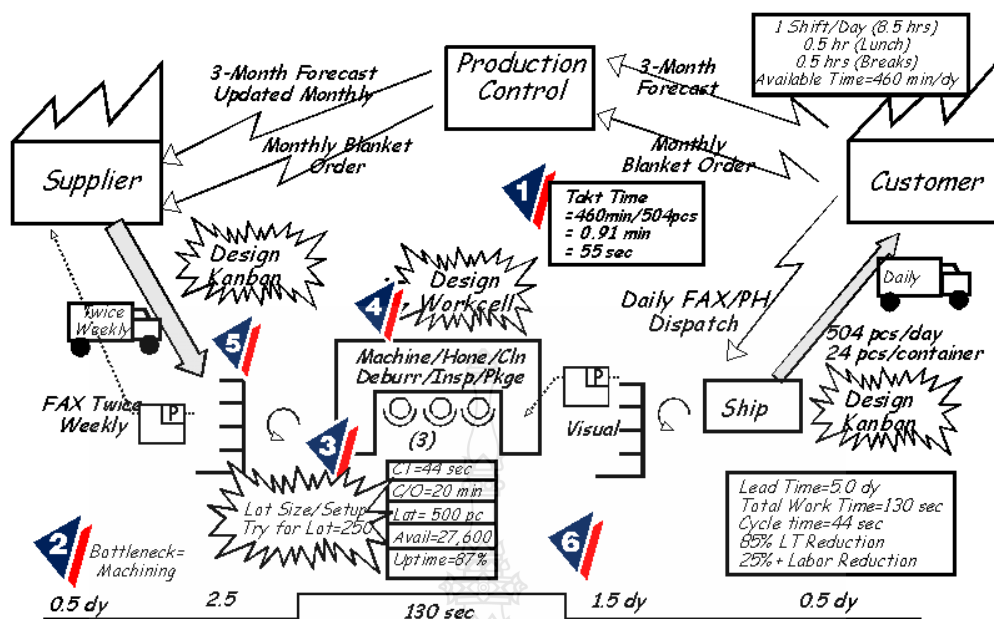 1 Shift/Day (8.5 hrs)
0.5 hr (Lunch)
0.5 hrs (Breaks)
Available Time=460 min/dy
3-Month Forecast
Updated Monthly
Production
Control
3-Month
Forecast
Monthly Blanket
Order
Monthly
Blanket Order
Supplier
Customer
1
Takt Time
=460min/504pcs
= 0.91 min
= 55 sec
Design
Kanban
Design
Workcell
4
Twice
Weekly
Daily
Daily FAX/PH
Dispatch
504 pcs/day
24 pcs/container
5
Machine/Hone/Cln
Deburr/Insp/Pkge
FAX Twice
Weekly
P
(3)
P
Visual
Ship
Design
Kanban
3
CT=44 sec
C/O=20 min
Lot= 500 pc
Avail=27,600
Uptime=87%
Lot Size/Setup
Try for Lot=250
Lead Time=5.0 dy
Total Work Time=130 sec
Cycle time=44 sec
85% LT Reduction
25%+ Labor Reduction
2
Bottleneck=
Machining
6
0.5 dy
2.5
130 sec
1.5 dy
0.5 dy